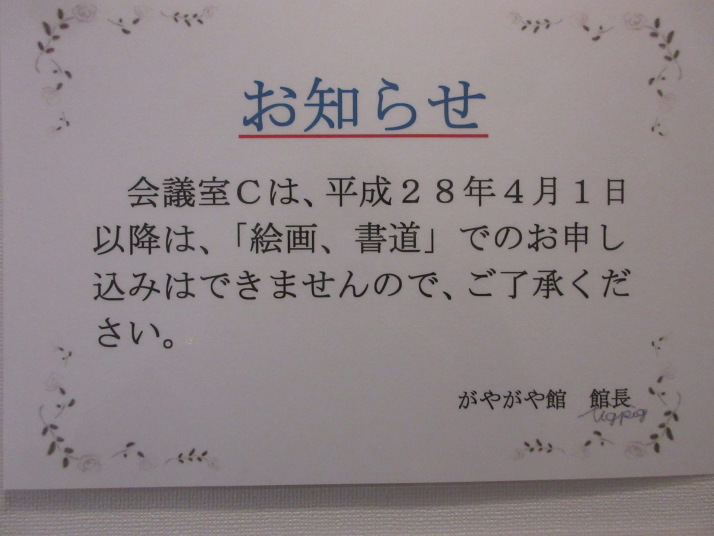 お知らせ
会議室Cは、平成28年4月1日
以降は、「絵画、書道」でのお申し
込みはできませんので、ご了承くだ
さい。
がやがや館　館長